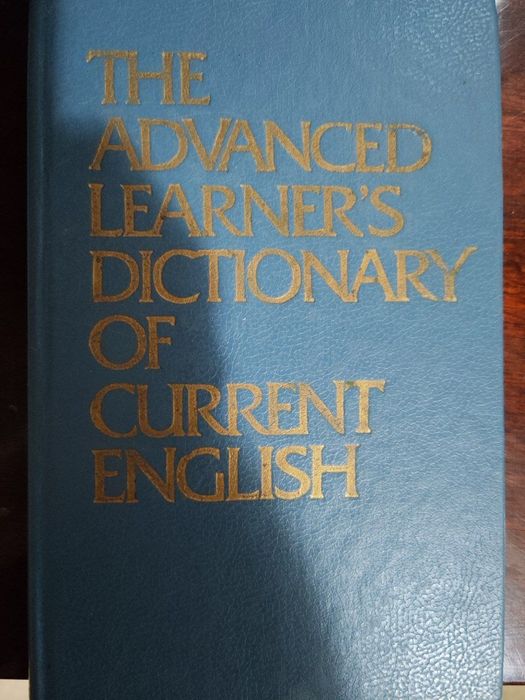 THE
ADVANCED
LEARNER'S
DICTIONARY
OF
CURRENT
ENGLISH